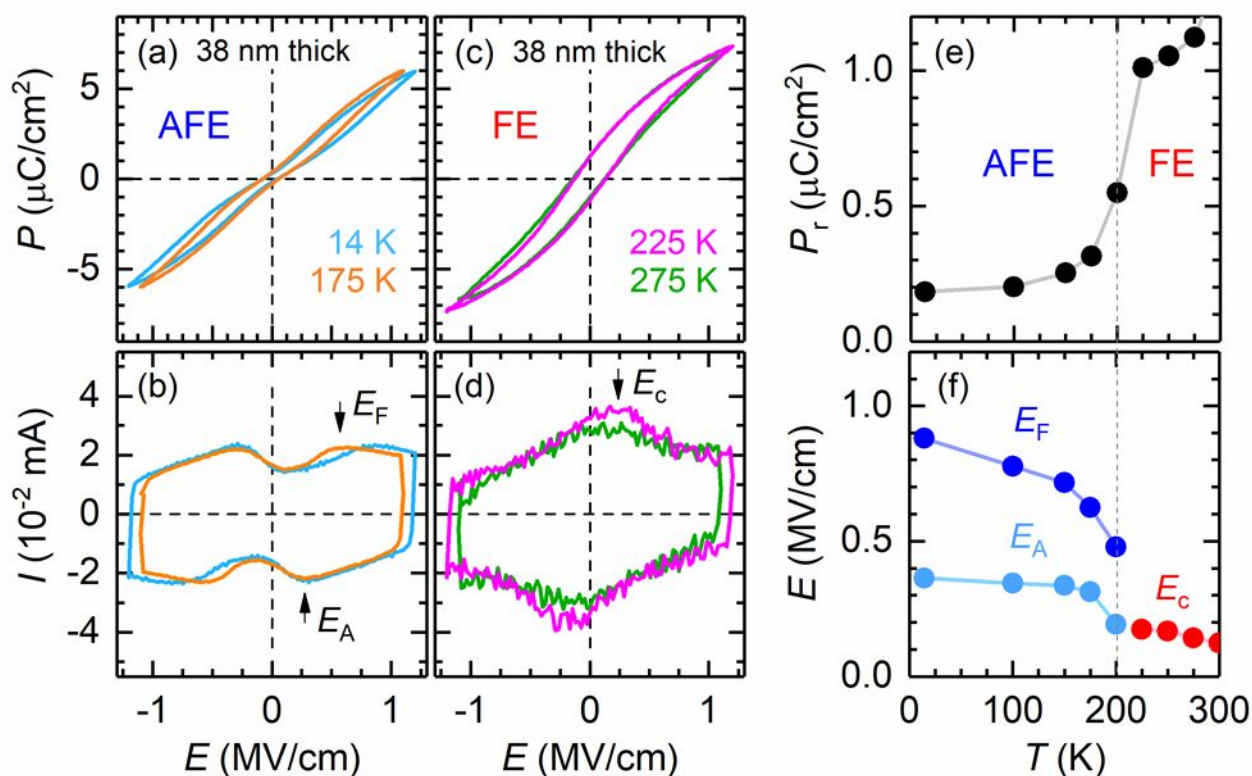 (a) 38 nm thick
AFE
14 K
175 K
P (μC/cm²)
5
0
-5
(c) 38 nm thick
FE
225 K
275 K
(e)
AFE
FE
Pr (μC/cm²)
1.0
0.5
0.0
(b)
EF
EA
I (10⁻² mA)
4
2
0
-2
-4
-1 0 1
E (MV/cm)
(d)
Ec
-1 0 1
E (MV/cm)
(f)
EF
EA
Ec
E (MV/cm)
1.0
0.5
0.0
0 100 200 300
T (K)